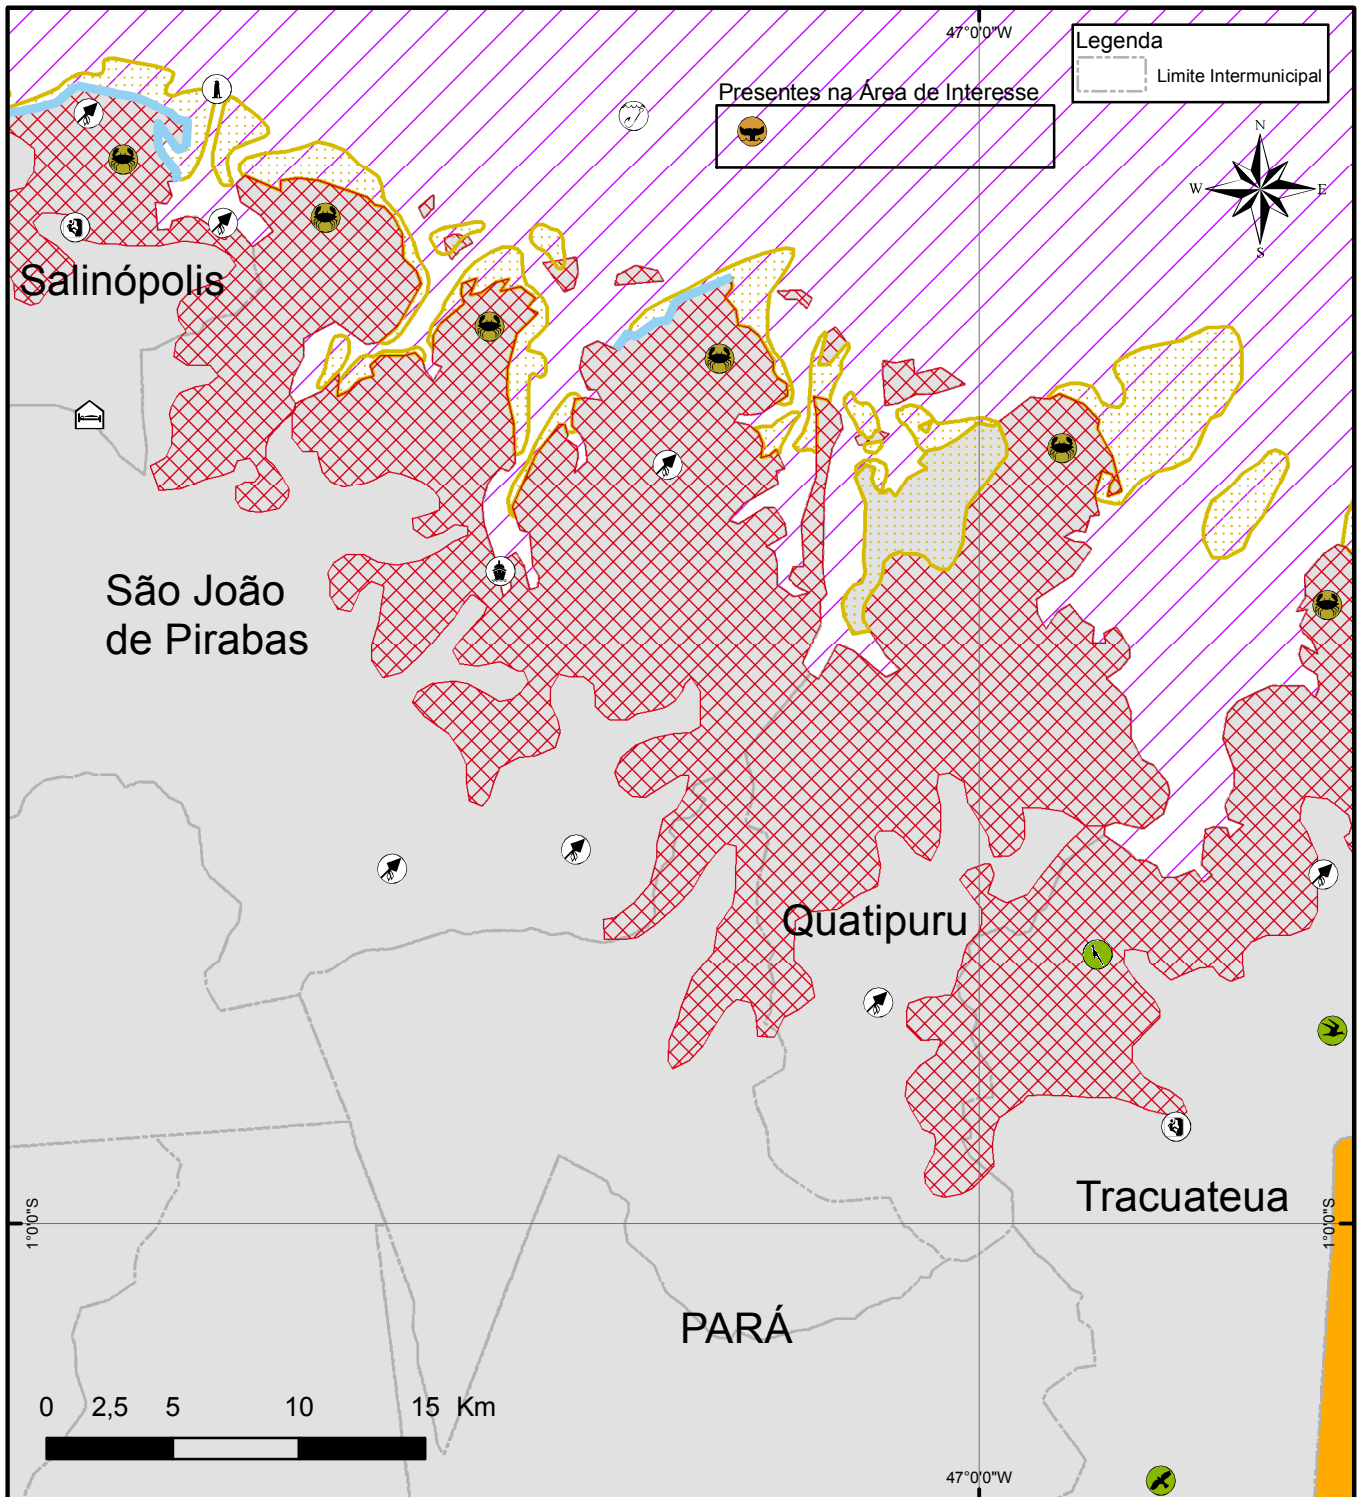 47°0'0"W
Legenda
Limite Intermunicipal
Presentes na Área de Interesse
N
W
E
S
Salinópolis
São João
de Pirabas
Quatipuru
Tracuateua
1°0'0"S
1°0'0"S
PARÁ
0 2,5 5 10 15 Km
47°0'0"W